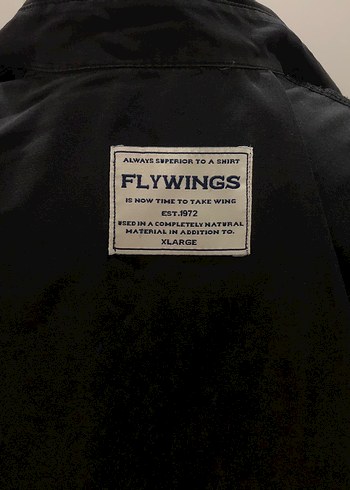 ALWAYS SUPERIOR TO A SHIRT
FLYWINGS
IS NOW TIME TO TAKE WING
EST.1972
USED IN A COMPLETELY NATURAL
MATERIAL IN ADDITION TO.
XLARGE